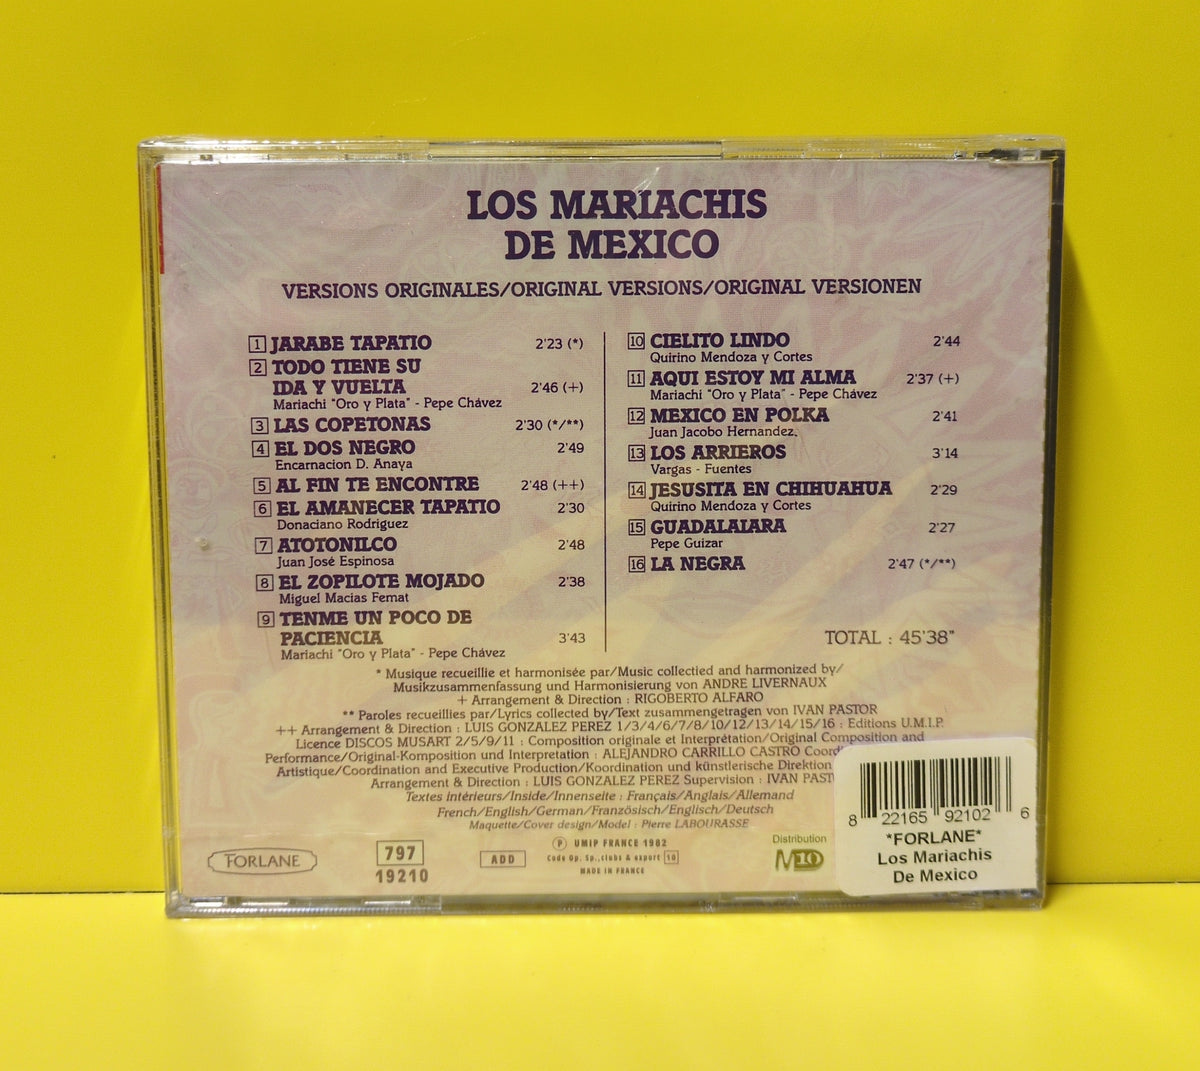 LOS MARIACHIS
DE MEXICO
VERSIONS ORIGINALES/ORIGINAL VERSIONS/ORIGINAL VERSIONEN
1 JARABE TAPATIO 2'23 (*)
2 TODO TIENE SU
IDA Y VUELTA 2'46 (+)
Mariachi "Oro y Plata" - Pepe Chávez
3 LAS COPETONAS 2'30 (*/**)
4 EL DOS NEGRO 2'49
Encarnacion D. Anaya
5 AL FIN TE ENCONTRE 2'48 (++)
6 EL AMANECER TAPATIO 2'30
Donaciano Rodriguez
7 ATOTONILCO 2'48
Juan José Espinosa
8 EL ZOPILOTE MOJADO 2'38
Miguel Macias Femat
9 TENME UN POCO DE
PACIENCIA 3'43
Mariachi "Oro y Plata" - Pepe Chávez
10 CIELITO LINDO 2'44
Quirino Mendoza y Cortes
11 AQUI ESTOY MI ALMA 2'37 (+)
Mariachi "Oro y Plata" - Pepe Chávez
12 MEXICO EN POLKA 2'41
Juan Jacobo Hernandez
13 LOS ARRIEROS 3'14
Vargas - Fuentes
14 JESUSITA EN CHIHUAHUA 2'29
Quirino Mendoza y Cortes
15 GUADALAIARA 2'27
Pepe Guizar
16 LA NEGRA 2'47 (*/**)
TOTAL : 45'38"
* Musique recueillie et harmonisée par/Music collectied and harmonized by/
Musikzusammenfassung und Harmonisierung von ANDRE LIVERNAUX
+ Arrangement & Direction : RIGOBERTO ALFARO
** Paroles recueillies par/Lyrics collected by/Text zusammengetragen von IVAN PASTOR
++ Arrangement & Direction : LUIS GONZALEZ PEREZ 1/3/4/6/7/8/10/12/13/14/15/16 : Editions U.M.I.P.
Licence DISCOS MUSART 2/5/9/11 : Composition originale et Interprétation/Original Composition and
Performance/Original-Komposition und Interpretation : ALEJANDRO CARRILLO CASTRO
Artistique/Coordination and Executive Production/Koordination und künstlerische Direktion
Arrangement & Direction : LUIS GONZALEZ PEREZ Supervision : IVAN
Textes intérieurs/Inside/Innenseite : Français/Anglais/Allemand
French/English/German/Französisch/Englisch/Deutsch
Maquette/Cover design/Model : Pierre LABOURASSE
FORLANE
797
19210
ADD
℗ UMIP FRANCE 1982
Code Op. Sp.,clubs & export 10
MADE IN FRANCE
Distribution
M10
8 22165 92102 6
*FORLANE*
Los Mariachis
De Mexico